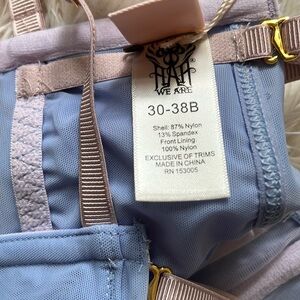 WE ARE
30-38B
Shell: 87% Nylon
13% Spandex
Front Lining
100% Nylon
EXCLUSIVE OF TRIMS
MADE IN CHINA
RN 153005